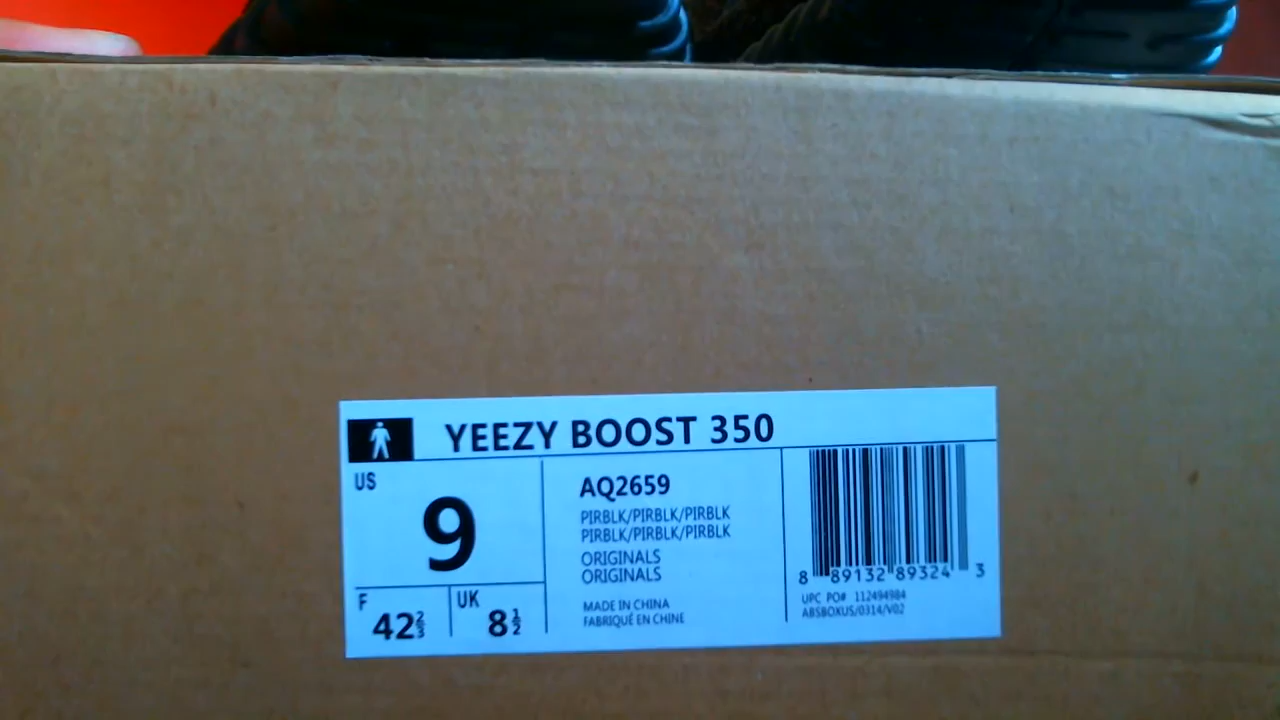 YEEZY BOOST 350
US
9
F
42⅔
UK
8½
AQ2659
PIRBLK/PIRBLK/PIRBLK
PIRBLK/PIRBLK/PIRBLK
ORIGINALS
ORIGINALS
MADE IN CHINA
FABRIQUÉ EN CHINE
8 89132 89324 3
UPC PO# 112494984
ABSBOXUS/0314/V02